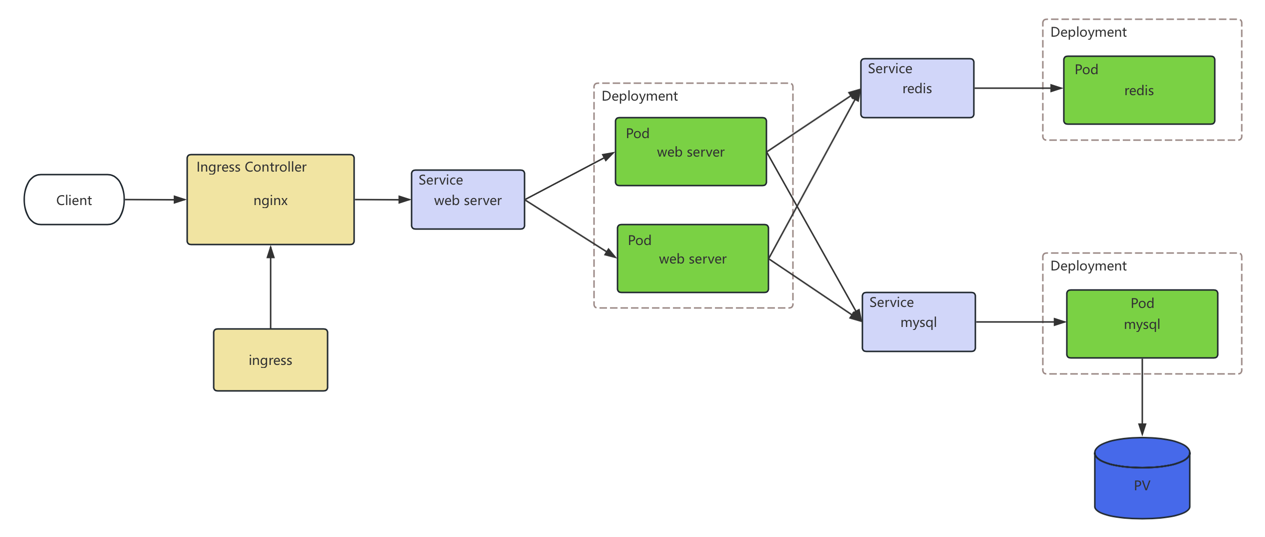 Client
Ingress Controller
nginx
ingress
Service
web server
Deployment
Pod
web server
Pod
web server
Service
redis
Deployment
Pod
redis
Service
mysql
Deployment
Pod
mysql
PV